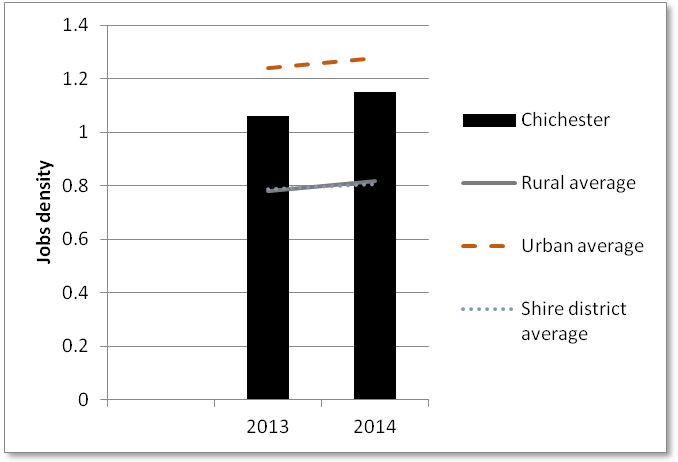 1.4
1.2
1
0.8
0.6
0.4
0.2
0
Jobs density
2013
2014
Chichester
Rural average
Urban average
Shire district
average